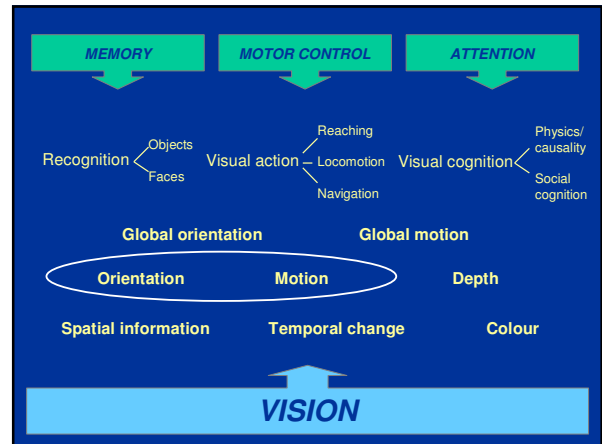 MEMORY
MOTOR CONTROL
ATTENTION
Recognition
Objects
Faces
Visual action
Reaching
Locomotion
Navigation
Visual cognition
Physics/
causality
Social
cognition
Global orientation
Global motion
Orientation
Motion
Depth
Spatial information
Temporal change
Colour
VISION